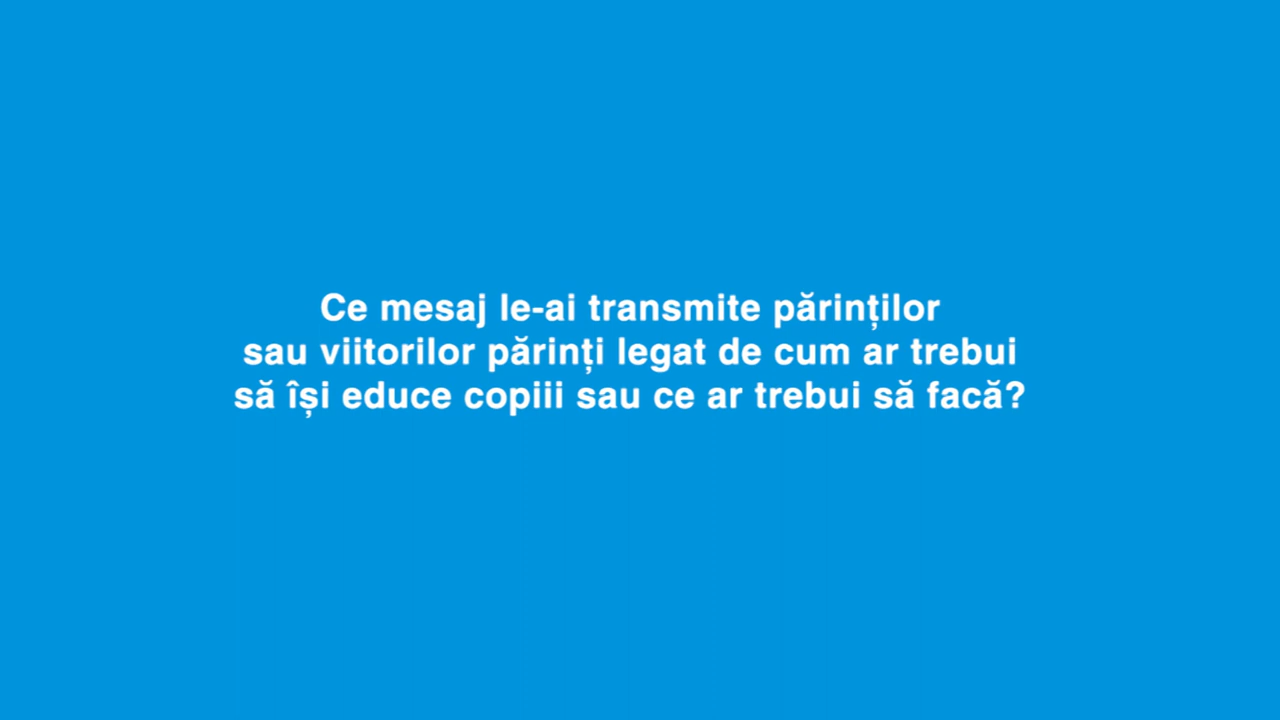 Ce mesaj le-ai transmite părinților
sau viitorilor părinți legat de cum ar trebui
să își educe copiii sau ce ar trebui să facă?